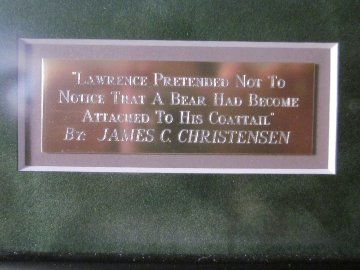 "LAWRENCE PRETENDED NOT TO
NOTICE THAT A BEAR HAD BECOME
ATTACHED TO HIS COATTAIL"
BY: JAMES C. CHRISTENSEN